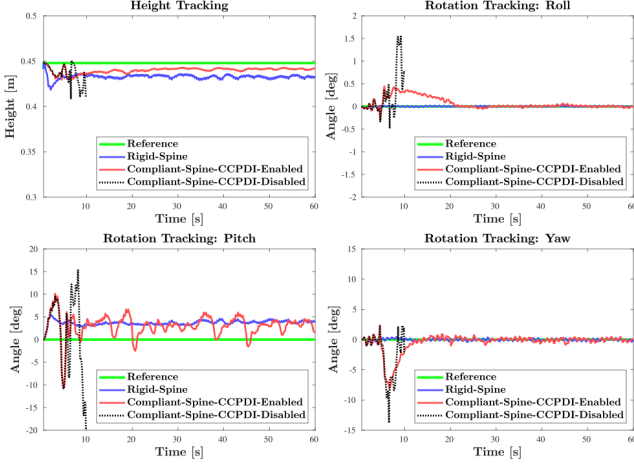 Height Tracking
0.45
0.4
0.35
0.3
Height [m]
Reference
Rigid-Spine
Compliant-Spine-CCPDI-Enabled
Compliant-Spine-CCPDI-Disabled
10 20 30 40 50 60
Time [s]
Rotation Tracking: Roll
2
1.5
1
0.5
0
-0.5
-1
-1.5
-2
Angle [deg]
Reference
Rigid-Spine
Compliant-Spine-CCPDI-Enabled
Compliant-Spine-CCPDI-Disabled
10 20 30 40 50 60
Time [s]
Rotation Tracking: Pitch
20
15
10
5
0
-5
-10
-15
-20
Angle [deg]
Reference
Rigid-Spine
Compliant-Spine-CCPDI-Enabled
Compliant-Spine-CCPDI-Disabled
10 20 30 40 50 60
Time [s]
Rotation Tracking: Yaw
15
10
5
0
-5
-10
-15
Angle [deg]
Reference
Rigid-Spine
Compliant-Spine-CCPDI-Enabled
Compliant-Spine-CCPDI-Disabled
10 20 30 40 50 60
Time [s]